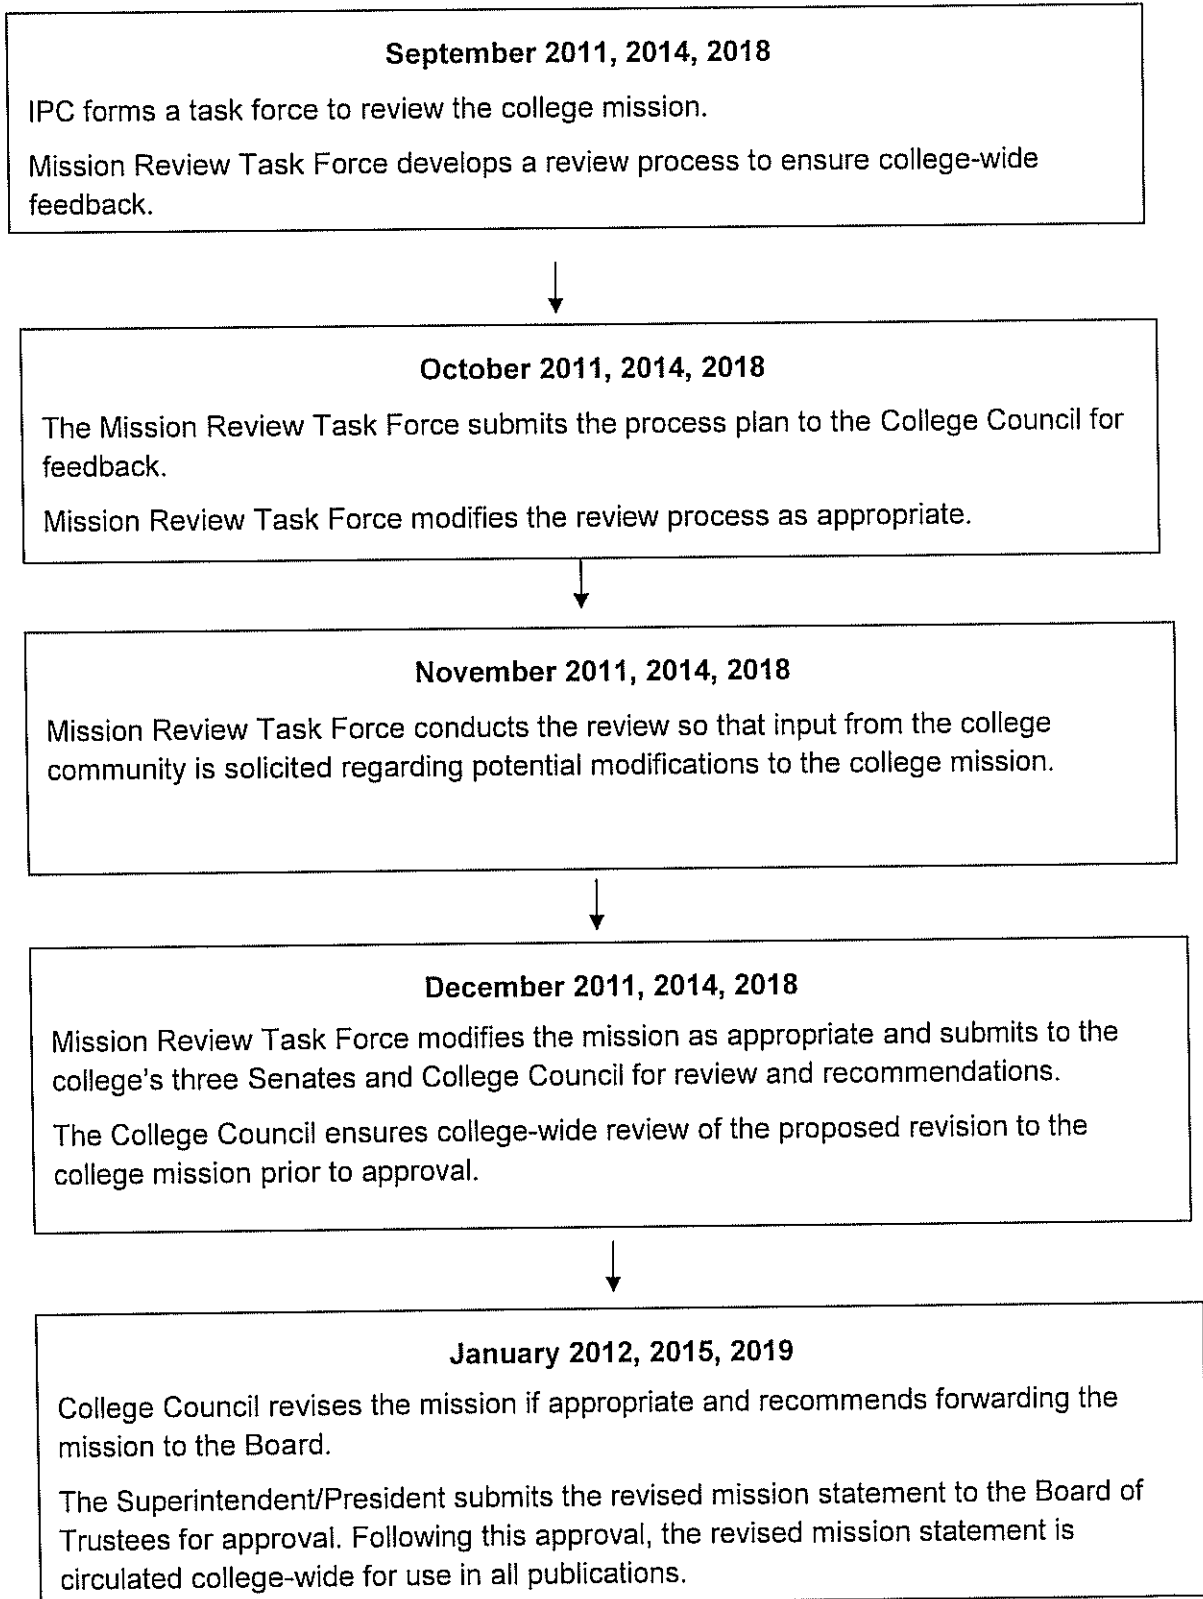 September 2011, 2014, 2018
IPC forms a task force to review the college mission.
Mission Review Task Force develops a review process to ensure college-wide
feedback.
October 2011, 2014, 2018
The Mission Review Task Force submits the process plan to the College Council for
feedback.
Mission Review Task Force modifies the review process as appropriate.
November 2011, 2014, 2018
Mission Review Task Force conducts the review so that input from the college
community is solicited regarding potential modifications to the college mission.
December 2011, 2014, 2018
Mission Review Task Force modifies the mission as appropriate and submits to the
college's three Senates and College Council for review and recommendations.
The College Council ensures college-wide review of the proposed revision to the
college mission prior to approval.
January 2012, 2015, 2019
College Council revises the mission if appropriate and recommends forwarding the
mission to the Board.
The Superintendent/President submits the revised mission statement to the Board of
Trustees for approval. Following this approval, the revised mission statement is
circulated college-wide for use in all publications.